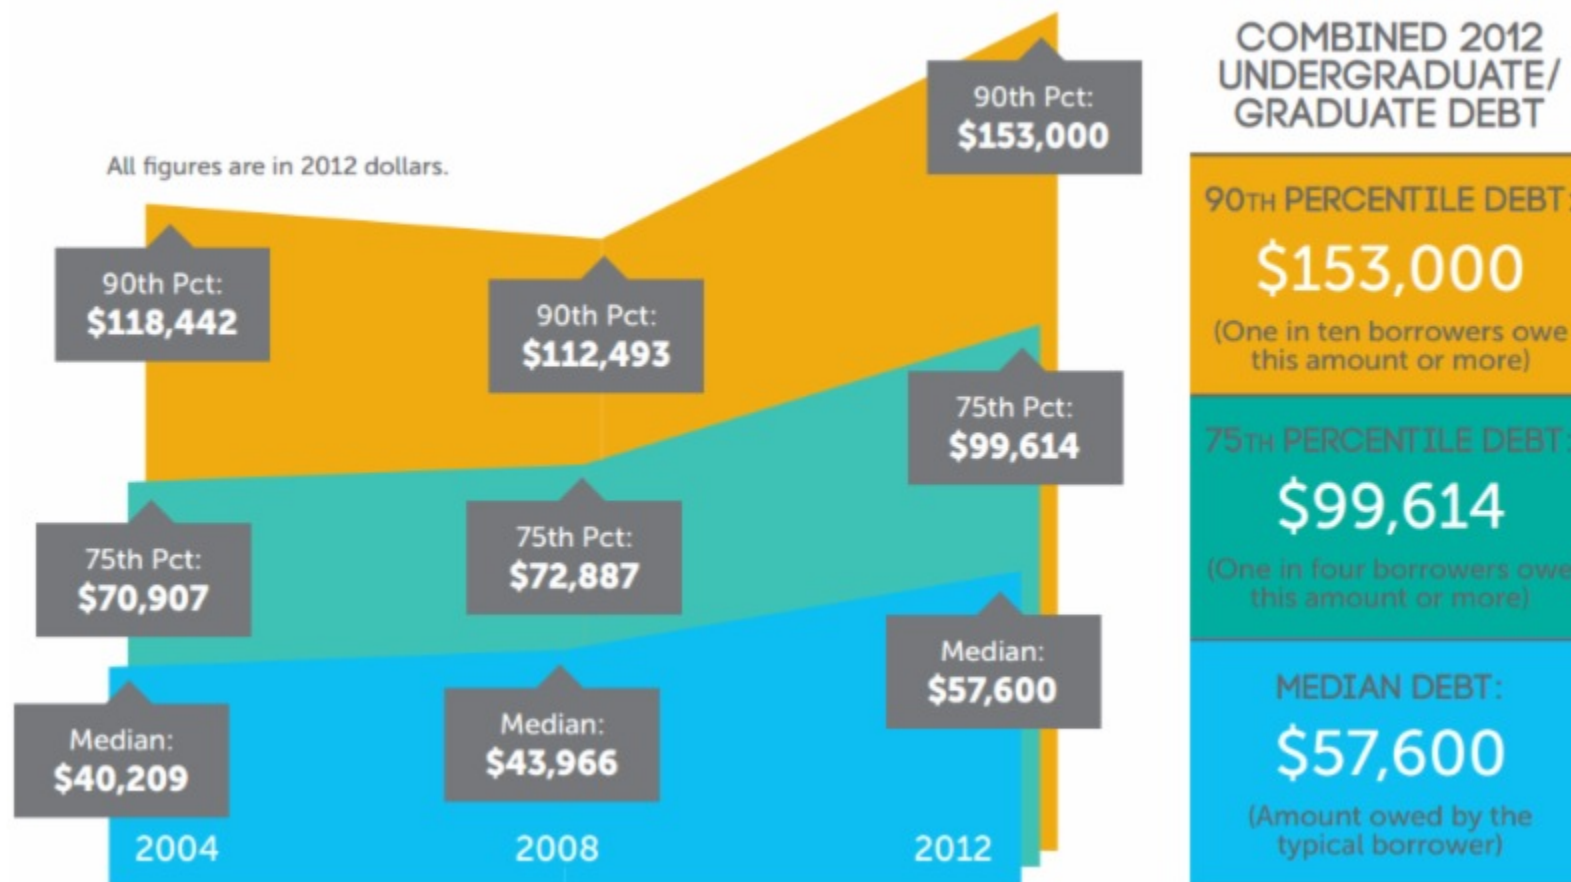 All figures are in 2012 dollars.
90th Pct:
$118,442
90th Pct:
$112,493
90th Pct:
$153,000
75th Pct:
$70,907
75th Pct:
$72,887
75th Pct:
$99,614
Median:
$40,209
Median:
$43,966
Median:
$57,600
2004
2008
2012
COMBINED 2012
UNDERGRADUATE/
GRADUATE DEBT
90TH PERCENTILE DEBT:
$153,000
(One in ten borrowers owe
this amount or more)
75TH PERCENTILE DEBT:
$99,614
(One in four borrowers owe
this amount or more)
MEDIAN DEBT:
$57,600
(Amount owed by the
typical borrower)